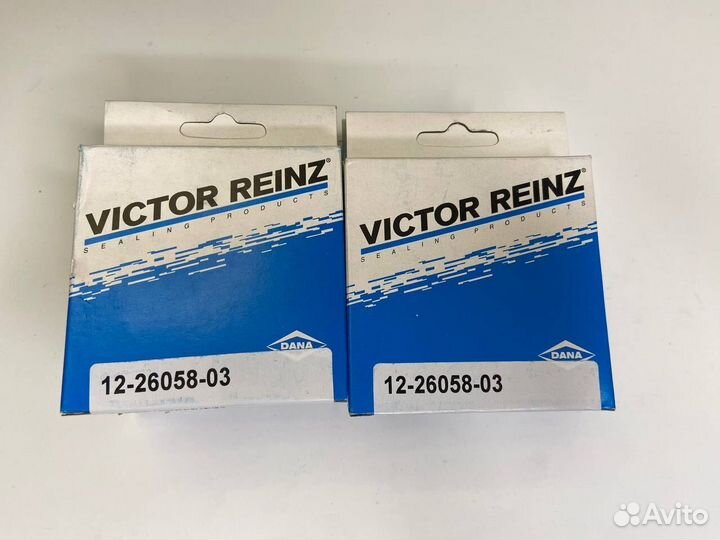 VICTOR REINZ®
SEALING PRODUCTS
DANA
12-26058-03
VICTOR REINZ®
SEALING PRODUCTS
DANA
12-26058-03
Avito